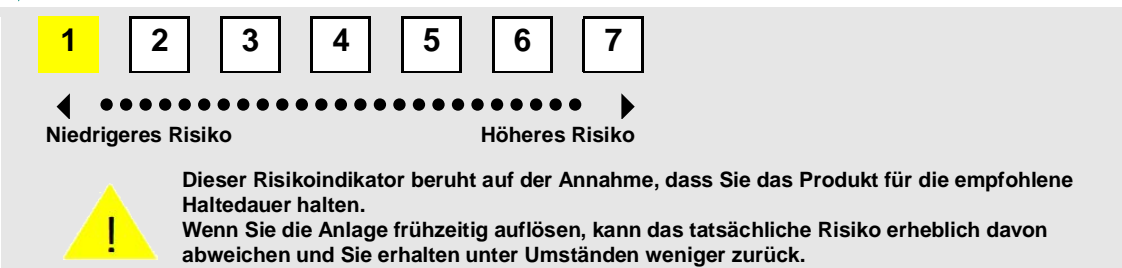 1 2 3 4 5 6 7
Niedrigeres Risiko Höheres Risiko
Dieser Risikoindikator beruht auf der Annahme, dass Sie das Produkt für die empfohlene
Haltedauer halten.
! Wenn Sie die Anlage frühzeitig auflösen, kann das tatsächliche Risiko erheblich davon
abweichen und Sie erhalten unter Umständen weniger zurück.